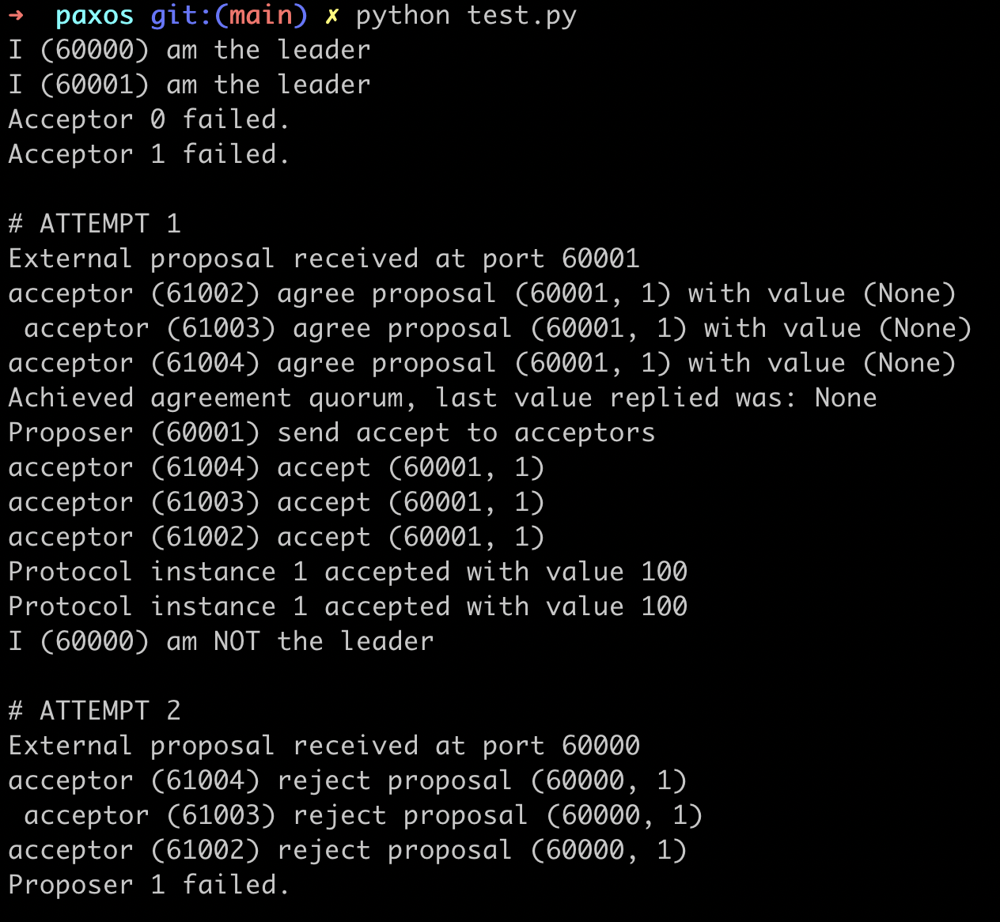 ➜  paxos git:(main) ✗ python test.py
I (60000) am the leader
I (60001) am the leader
Acceptor 0 failed.
Acceptor 1 failed.

# ATTEMPT 1
External proposal received at port 60001
acceptor (61002) agree proposal (60001, 1) with value (None)
 acceptor (61003) agree proposal (60001, 1) with value (None)
acceptor (61004) agree proposal (60001, 1) with value (None)
Achieved agreement quorum, last value replied was: None
Proposer (60001) send accept to acceptors
acceptor (61004) accept (60001, 1)
acceptor (61003) accept (60001, 1)
acceptor (61002) accept (60001, 1)
Protocol instance 1 accepted with value 100
Protocol instance 1 accepted with value 100
I (60000) am NOT the leader

# ATTEMPT 2
External proposal received at port 60000
acceptor (61004) reject proposal (60000, 1)
 acceptor (61003) reject proposal (60000, 1)
acceptor (61002) reject proposal (60000, 1)
Proposer 1 failed.